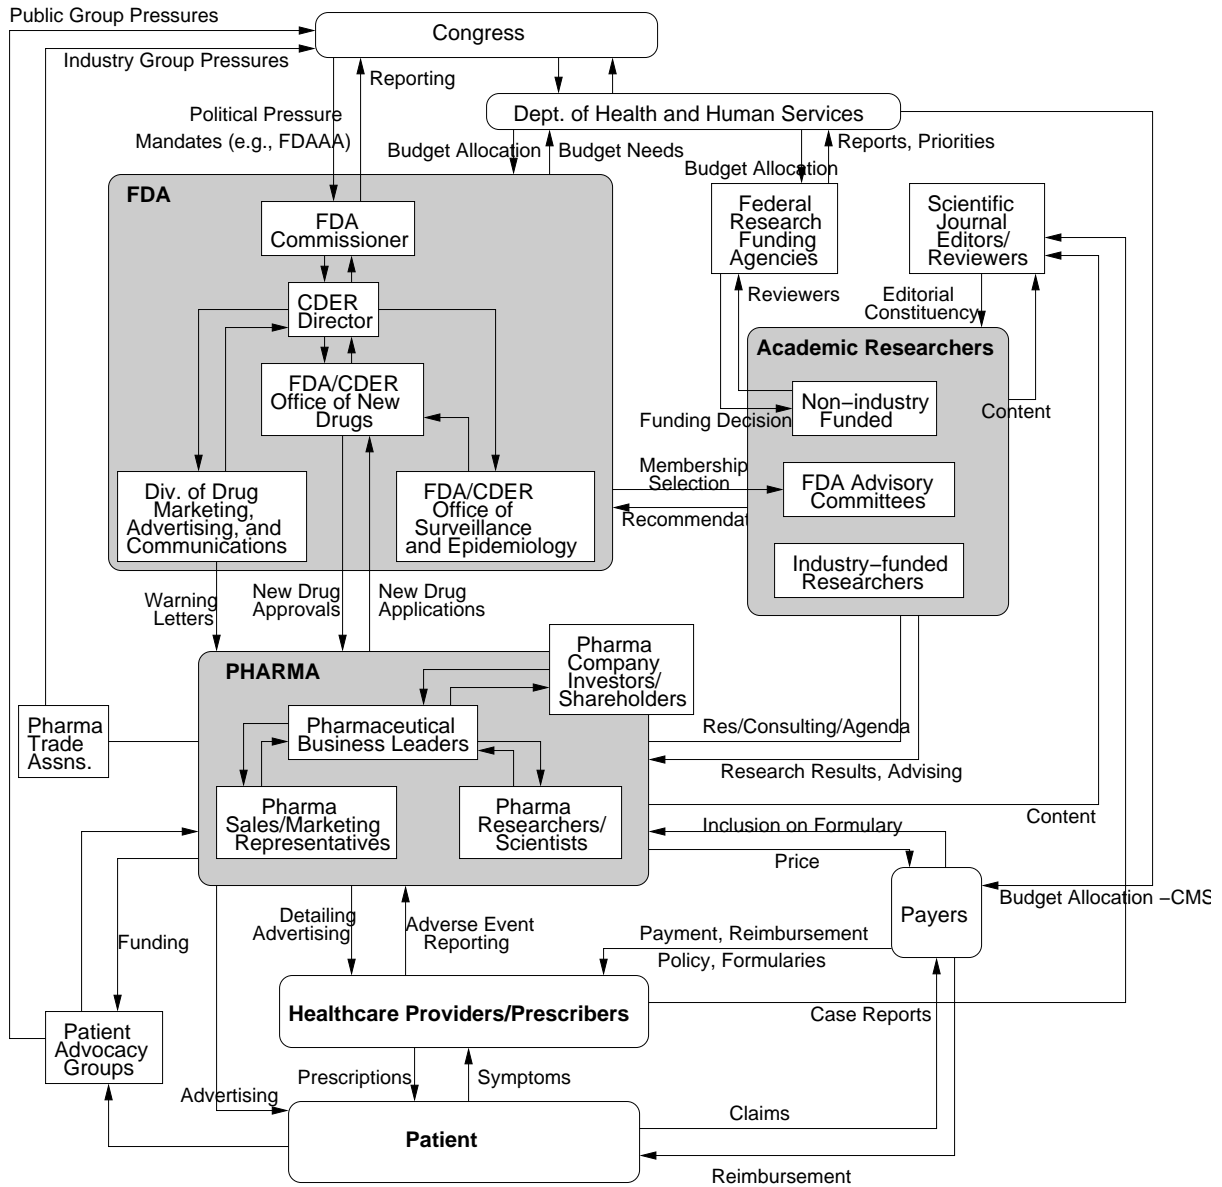 Public Group Pressures
Congress
Industry Group Pressures
Reporting
Political Pressure
Mandates (e.g., FDAAA)
Dept. of Health and Human Services
Budget Allocation
Budget Needs
Reports, Priorities
Budget Allocation
FDA
FDA
Commissioner
Federal
Research
Funding
Agencies
Scientific
Journal
Editors/
Reviewers
CDER
Director
Reviewers
Editorial
Constituency
Academic Researchers
FDA/CDER
Office of New
Drugs
Non-industry
Funded
Funding Decision
Content
Membership
Selection
FDA Advisory
Committees
Div. of Drug
Marketing,
Advertising, and
Communications
FDA/CDER
Office of
Surveillance
and Epidemiology
Recommendat
Industry-funded
Researchers
Warning
Letters
New Drug
Approvals
New Drug
Applications
PHARMA
Pharma
Company
Investors/
Shareholders
Pharma
Trade
Assns.
Pharmaceutical
Business Leaders
Res/Consulting/Agenda
Research Results, Advising
Pharma
Sales/Marketing
Representatives
Pharma
Researchers/
Scientists
Content
Inclusion on Formulary
Price
Payers
Budget Allocation -CMS
Funding
Detailing
Advertising
Adverse Event
Reporting
Payment, Reimbursement
Policy, Formularies
Healthcare Providers/Prescribers
Case Reports
Patient
Advocacy
Groups
Prescriptions
Symptoms
Advertising
Claims
Patient
Reimbursement